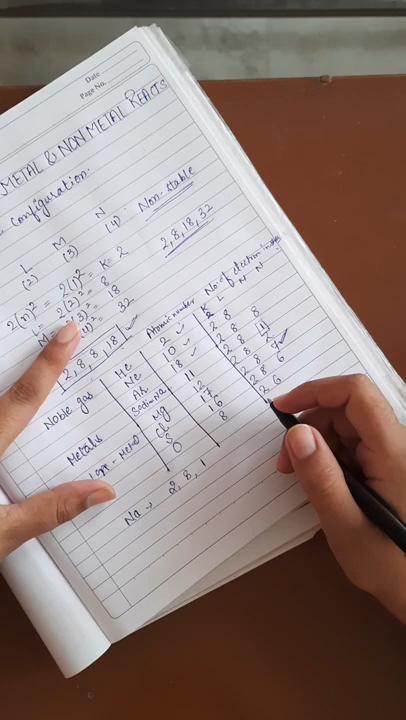 Date
Page No.
METAL & NON METAL REACTS
Configuration.
L M N
(2) (3) (4) Non-stable
2(n)² = 2(1)² = K = 2
L = 2(2)² = 8
M = 2(3)² = 18
32
2,8,18,32
2,8,8,18
Atomic number
No. of electron in
K L M N
Noble gas He 2 2
Ne 10 2 8
Ar 18 2 8 8
Metals Sodium Na 11 2 8 1
Mg 12 2 8 2
Cl 17 2 8 7
S 16 2 8 6
O 8 2 6
Na → 2, 8, 1